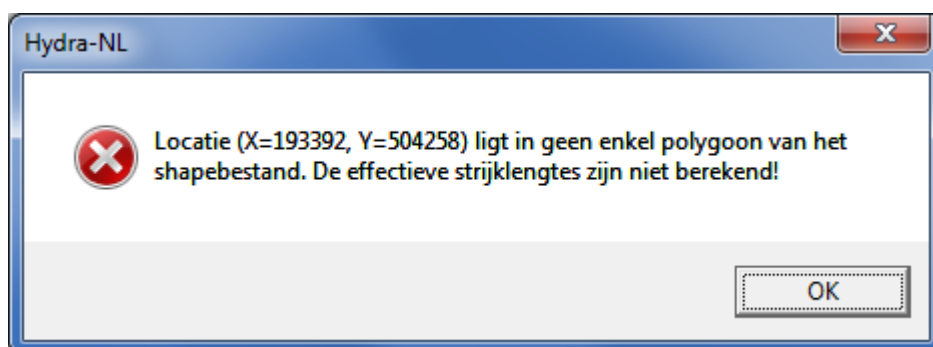 Hydra-NL
Locatie (X=193392, Y=504258) ligt in geen enkel polygoon van het
shapebestand. De effectieve strijklengtes zijn niet berekend!
OK